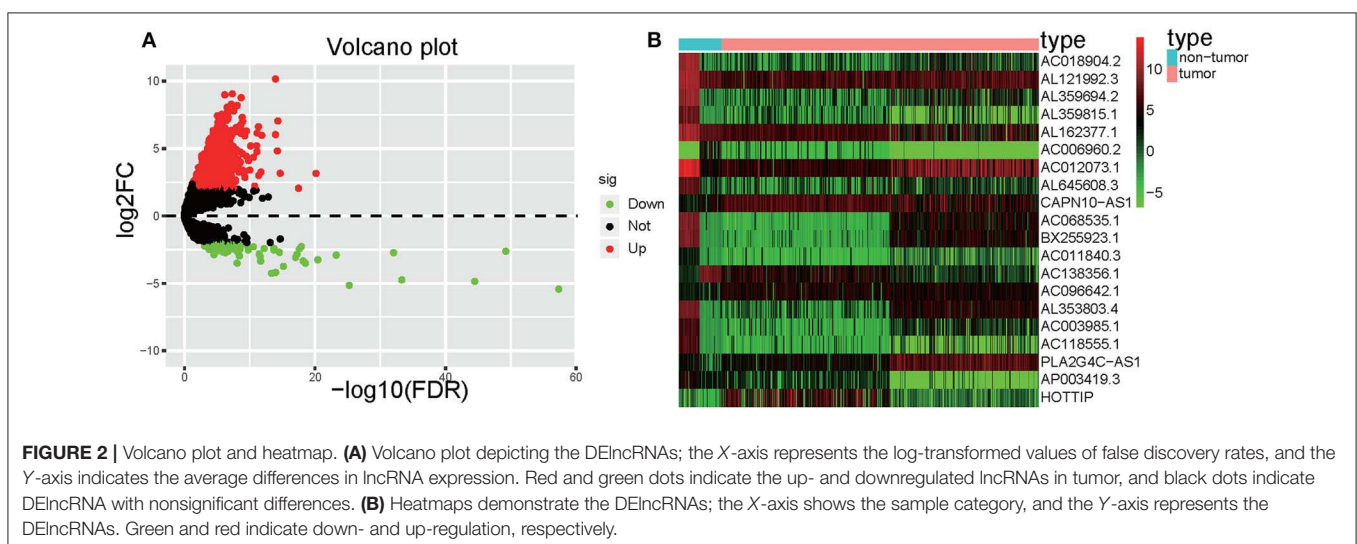 A
Volcano plot
log2FC
10
5
0
−5
−10
0
20
40
60
−log10(FDR)
sig
Down
Not
Up
B
type
AC018904.2
AL121992.3
AL359694.2
AL359815.1
AL162377.1
AC006960.2
AC012073.1
AL645608.3
CAPN10−AS1
AC068535.1
BX255923.1
AC011840.3
AC138356.1
AC096642.1
AL353803.4
AC003985.1
AC118555.1
PLA2G4C−AS1
AP003419.3
HOTTIP
10
5
0
−5
type
non−tumor
tumor
FIGURE 2 | Volcano plot and heatmap. (A) Volcano plot depicting the DElncRNAs; the X-axis represents the log-transformed values of false discovery rates, and the
Y-axis indicates the average differences in lncRNA expression. Red and green dots indicate the up- and downregulated lncRNAs in tumor, and black dots indicate
DElncRNA with nonsignificant differences. (B) Heatmaps demonstrate the DElncRNAs; the X-axis shows the sample category, and the Y-axis represents the
DElncRNAs. Green and red indicate down- and up-regulation, respectively.